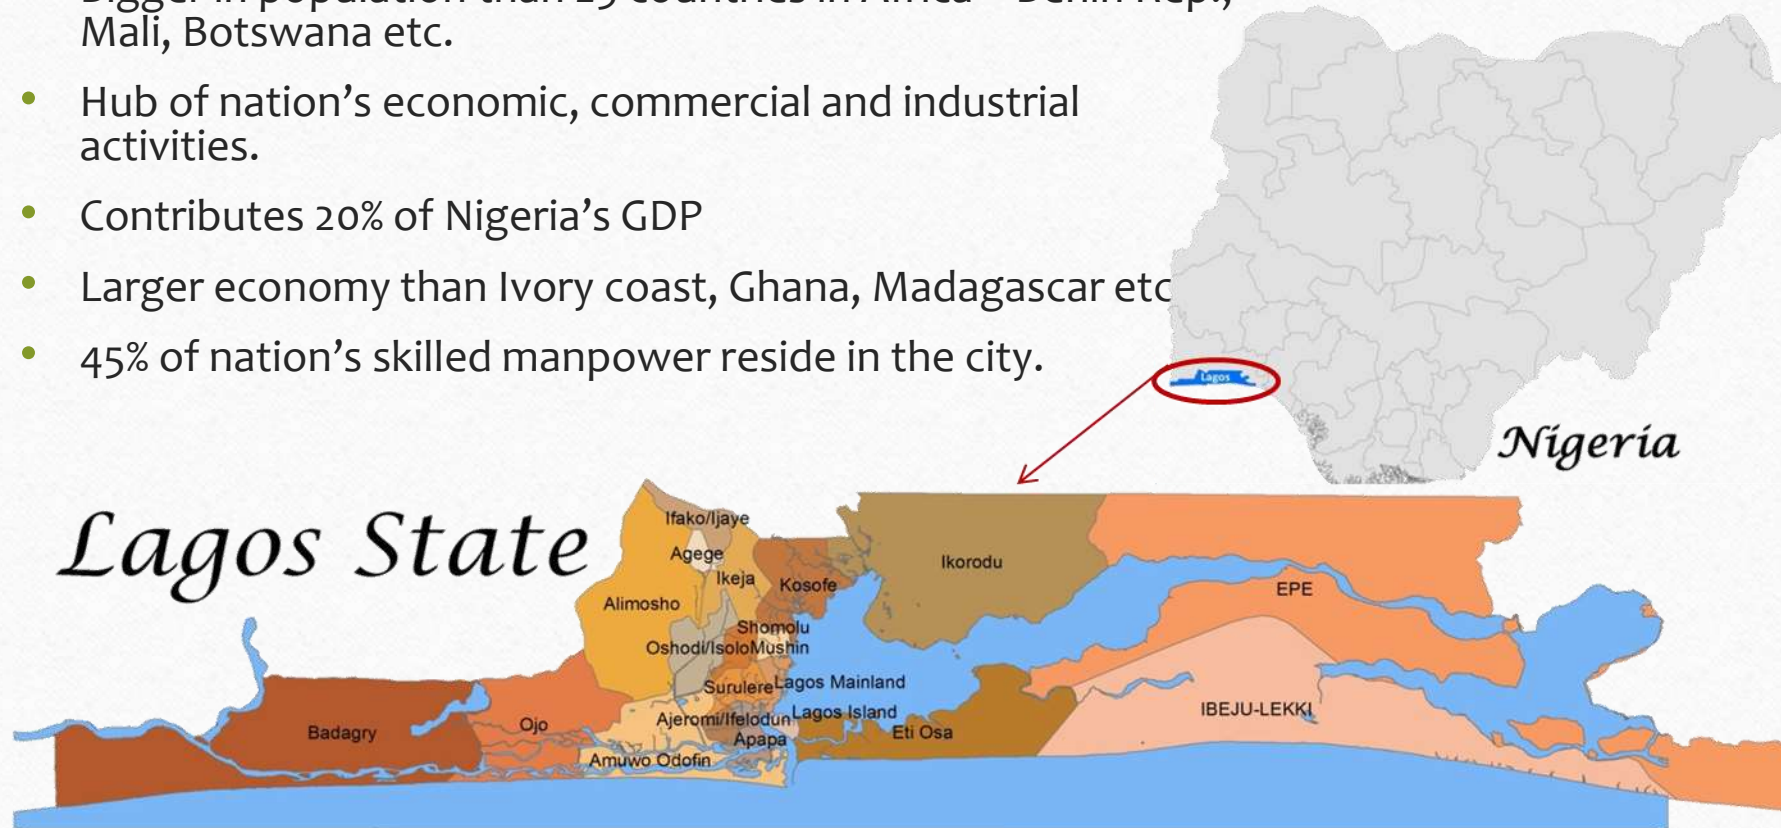 Mali, Botswana etc.
Hub of nation's economic, commercial and industrial
activities.
Contributes 20% of Nigeria's GDP
Larger economy than Ivory coast, Ghana, Madagascar etc
45% of nation's skilled manpower reside in the city.
Lagos
Nigeria
Lagos State
Ifako/Ijaye
Agege
Ikeja
Kosofe
Ikorodu
Alimosho
EPE
Shomolu
Oshodi/Isolo
Mushin
Surulere
Lagos Mainland
Ajeromi/Ifelodun
Lagos Island
IBEJU-LEKKI
Badagry
Ojo
Apapa
Eti Osa
Amuwo Odofin